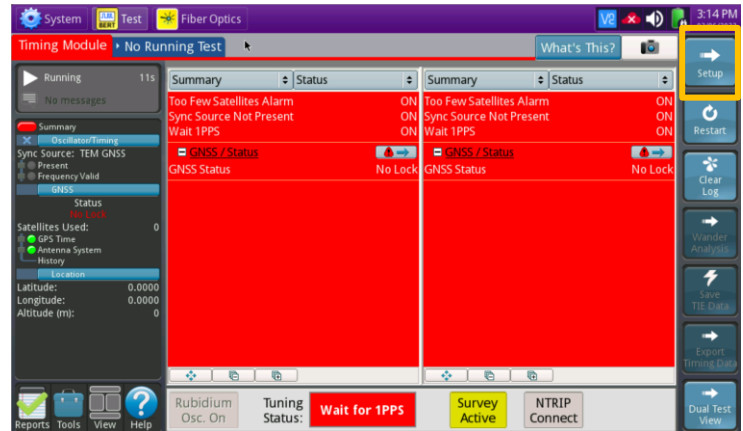 System
DUAL BERT
Test
Fiber Optics
VZ
3:14 PM
Timing Module
No Running Test
What's This?
Setup
Running 11s
No messages
Summary
Oscillator/Timing
Sync Source: TEM GNSS
Present
Frequency Valid
GNSS
Status
No Lock
Satellites Used: 0
GPS Time
Antenna System
History
Location
Latitude: 0.0000
Longitude: 0.0000
Altitude (m): 0
Summary Status
Too Few Satellites Alarm ON
Sync Source Not Present ON
Wait 1PPS ON
GNSS / Status
GNSS Status No Lock
Summary Status
Too Few Satellites Alarm ON
Sync Source Not Present ON
Wait 1PPS ON
GNSS / Status
GNSS Status No Lock
Restart
Clear
Log
Wander
Analysis
Save
TIE Data
Export
Timing Data
Dual Test
View
Reports
Tools
View
Help
Rubidium
Osc. On
Tuning
Status:
Wait for 1PPS
Survey
Active
NTRIP
Connect